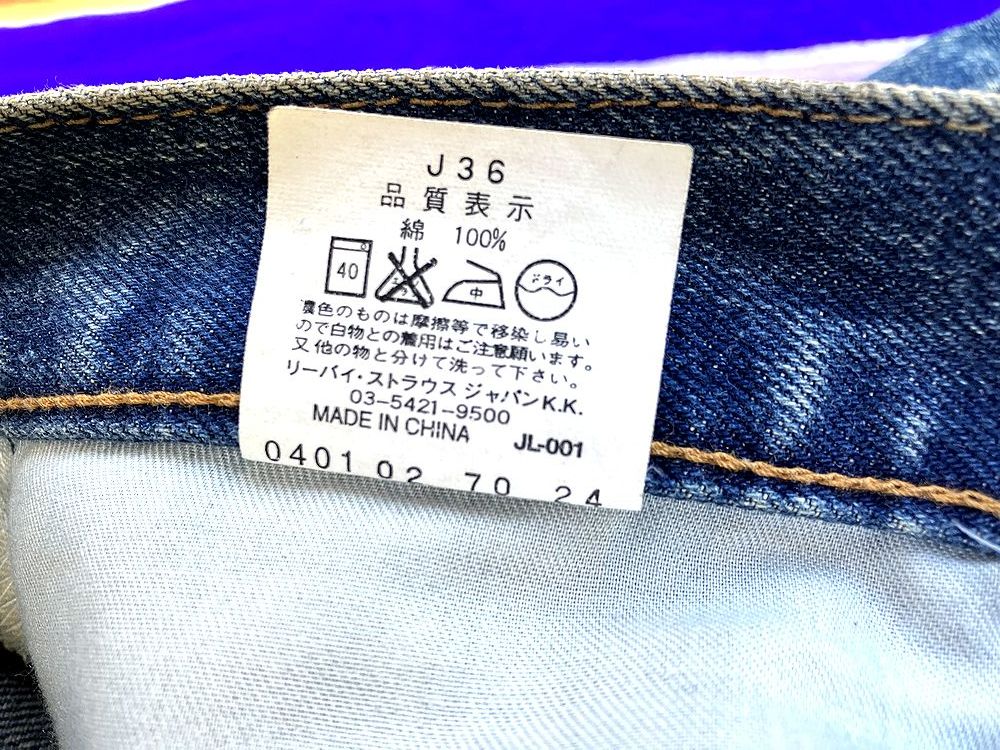 J36
品質表示
綿 100%
40 中 ドライ
濃色のものは摩擦等で移染し易い
ので白物との着用はご注意願います。
又他の物と分けて洗って下さい。
リーバイ・ストラウス ジャパンK.K.
03-5421-9500
MADE IN CHINA JL-001
0401 02 70 24